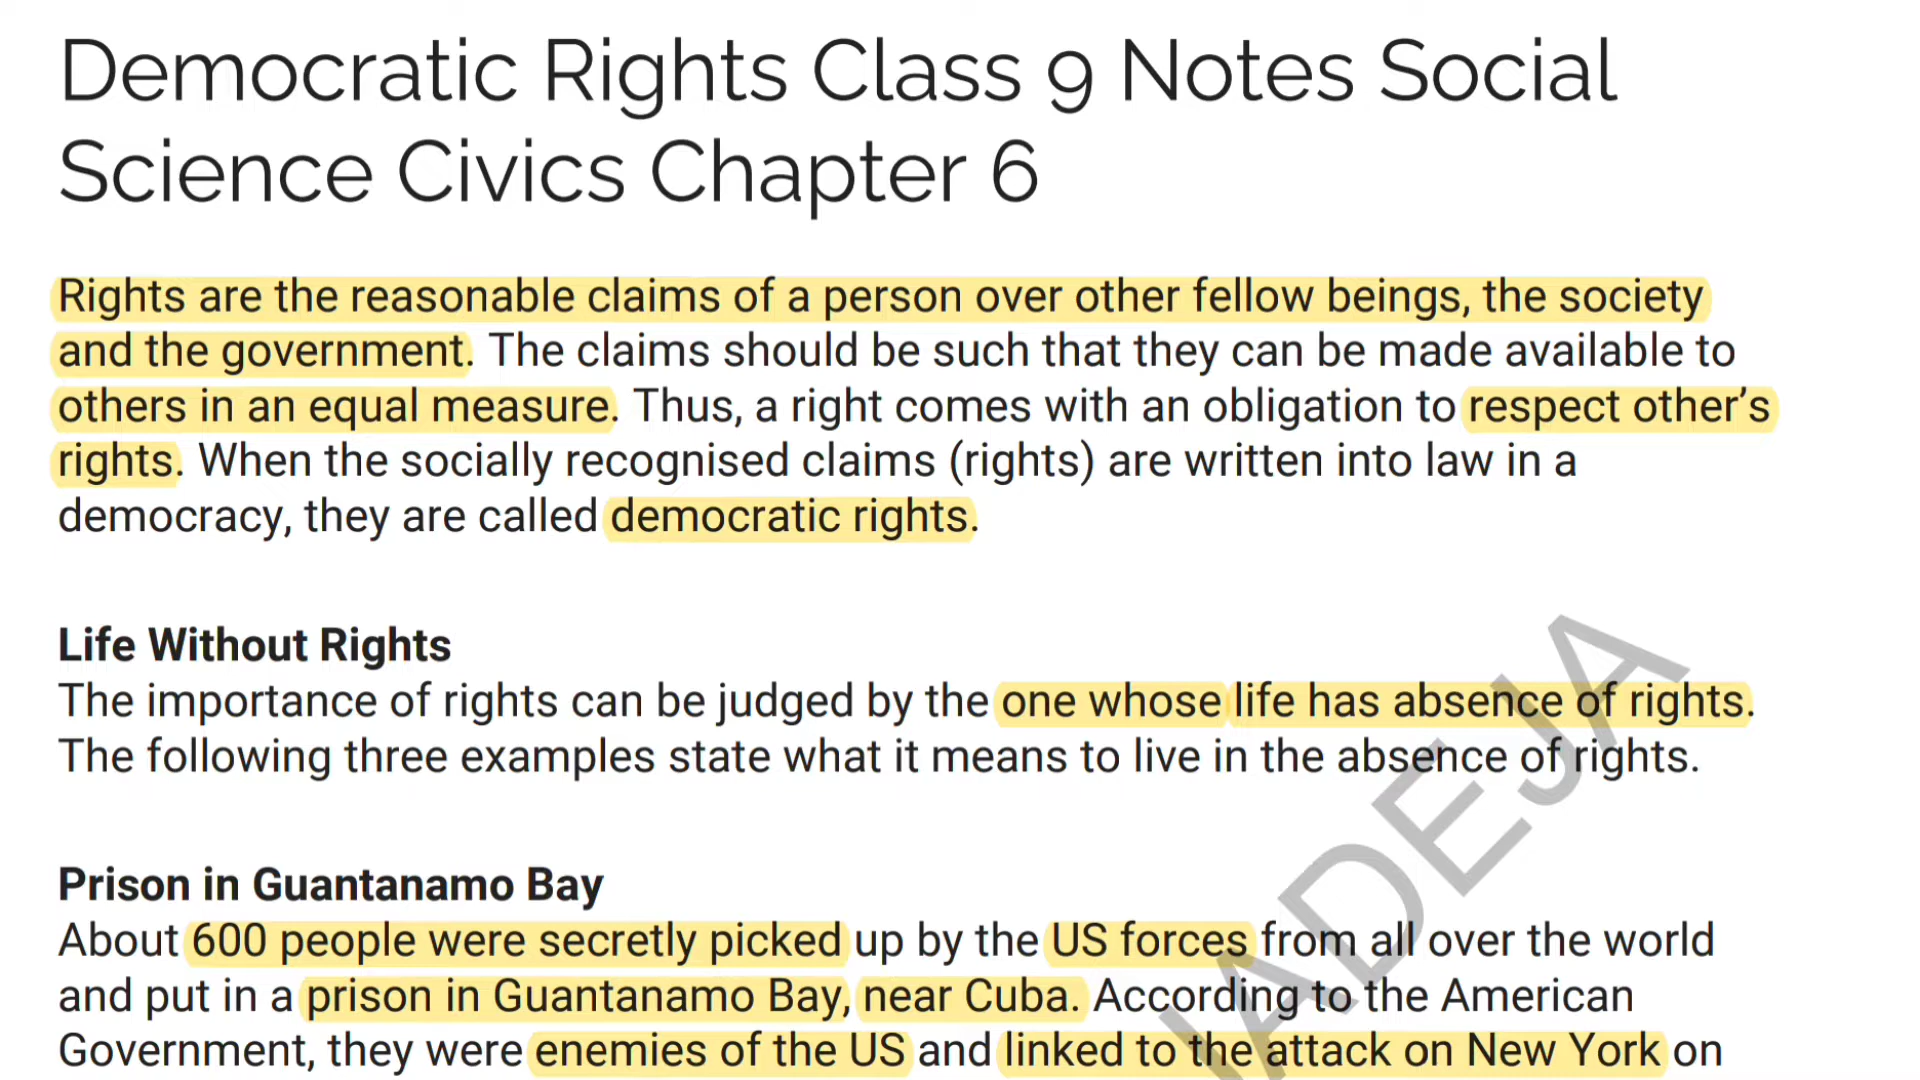 Democratic Rights Class 9 Notes Social
Science Civics Chapter 6
Rights are the reasonable claims of a person over other fellow beings, the society
and the government. The claims should be such that they can be made available to
others in an equal measure. Thus, a right comes with an obligation to respect other’s
rights. When the socially recognised claims (rights) are written into law in a
democracy, they are called democratic rights.
Life Without Rights
The importance of rights can be judged by the one whose life has absence of rights.
The following three examples state what it means to live in the absence of rights.
Prison in Guantanamo Bay
About 600 people were secretly picked up by the US forces from all over the world
and put in a prison in Guantanamo Bay, near Cuba. According to the American
Government, they were enemies of the US and linked to the attack on New York on
JADEJA